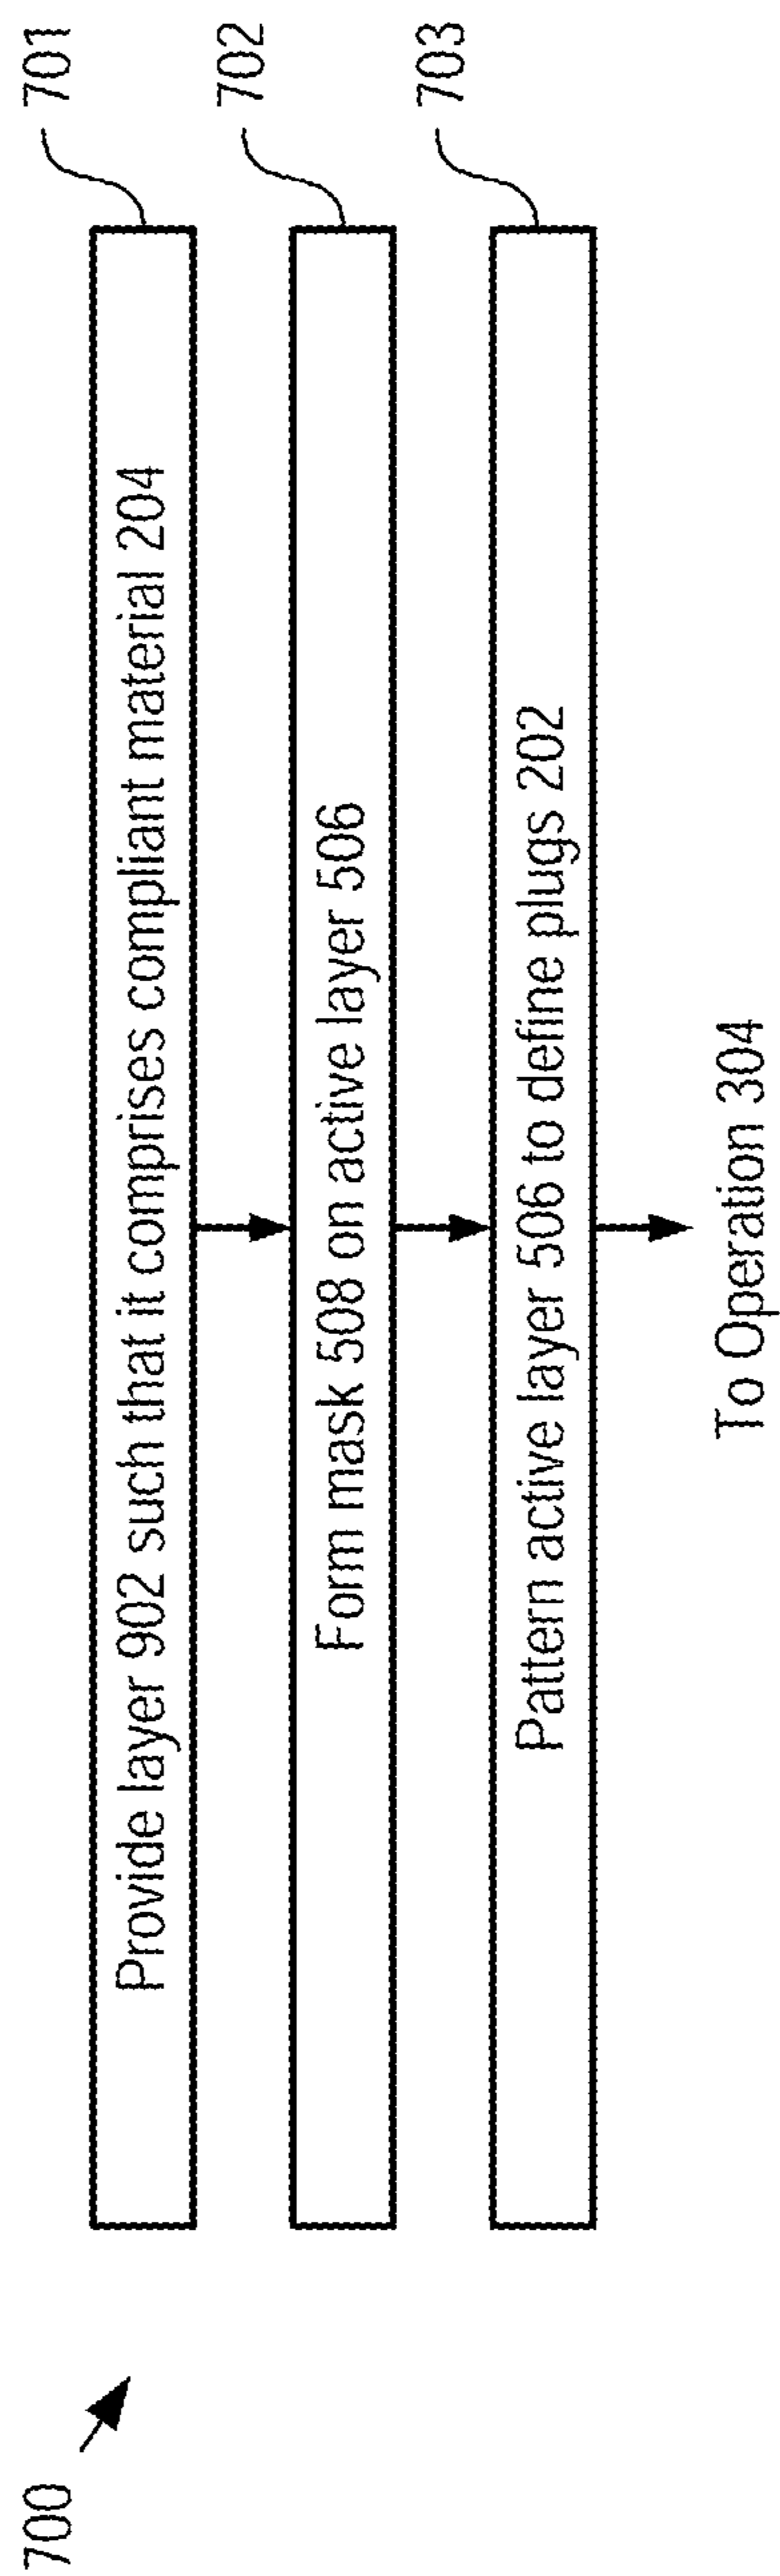 700
701
Provide layer 902 such that it comprises compliant material 204
702
Form mask 508 on active layer 506
703
Pattern active layer 506 to define plugs 202
To Operation 304